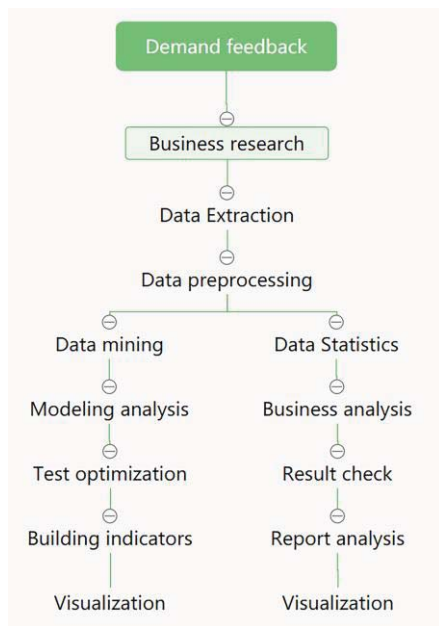 Demand feedback
Business research
Data Extraction
Data preprocessing
Data mining
Data Statistics
Modeling analysis
Business analysis
Test optimization
Result check
Building indicators
Report analysis
Visualization
Visualization